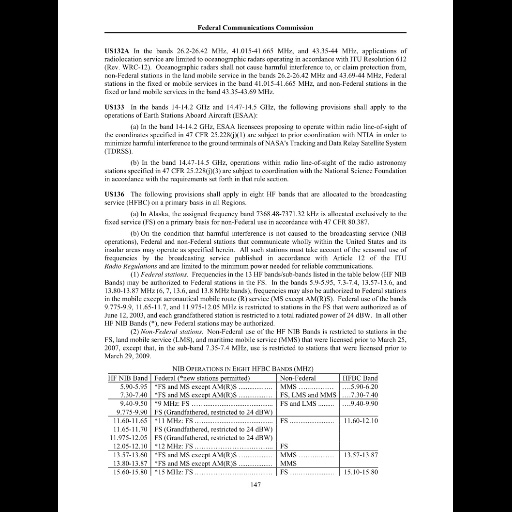 Federal Communications Commission
US132A In the bands 26.2-26.42 MHz, 41.015-41.665 MHz, and 43.35-44 MHz, applications of
radiolocation service are limited to oceanographic radars operating in accordance with ITU Resolution 612
(Rev. WRC-12). Oceanographic radars shall not cause harmful interference to, or claim protection from,
non-Federal stations in the land mobile service in the bands 26.2-26.42 MHz and 43.69-44 MHz, Federal
stations in the fixed or mobile services in the band 41.015-41.665 MHz, and non-Federal stations in the
fixed or land mobile services in the band 43.35-43.69 MHz.
US133 In the bands 14-14.2 GHz and 14.47-14.5 GHz, the following provisions shall apply to the
operations of Earth Stations Aboard Aircraft (ESAA):
(a) In the band 14-14.2 GHz, ESAA licensees proposing to operate within radio line-of-sight of
the coordinates specified in 47 CFR 25.228(j)(1) are subject to prior coordination with NTIA in order to
minimize harmful interference to the ground terminals of NASA's Tracking and Data Relay Satellite System
(TDRSS).
(b) In the band 14.47-14.5 GHz, operations within radio line-of-sight of the radio astronomy
stations specified in 47 CFR 25.228(j)(3) are subject to coordination with the National Science Foundation
in accordance with the requirements set forth in that rule section.
US136 The following provisions shall apply in eight HF bands that are allocated to the broadcasting
service (HFBC) on a primary basis in all Regions.
(a) In Alaska, the assigned frequency band 7368.48-7371.32 kHz is allocated exclusively to the
fixed service (FS) on a primary basis for non-Federal use in accordance with 47 CFR 80.387.
(b) On the condition that harmful interference is not caused to the broadcasting service (NIB
operations), Federal and non-Federal stations that communicate wholly within the United States and its
insular areas may operate as specified herein. All such stations must take account of the seasonal use of
frequencies by the broadcasting service published in accordance with Article 12 of the ITU
Radio Regulations and are limited to the minimum power needed for reliable communications.
(1) Federal stations. Frequencies in the 13 HF bands/sub-bands listed in the table below (HF NIB
Bands) may be authorized to Federal stations in the FS. In the bands 5.9-5.95, 7.3-7.4, 13.57-13.6, and
13.80-13.87 MHz (6, 7, 13.6, and 13.8 MHz bands), frequencies may also be authorized to Federal stations
in the mobile except aeronautical mobile route (R) service (MS except AM(R)S). Federal use of the bands
9.775-9.9, 11.65-11.7, and 11.975-12.05 MHz is restricted to stations in the FS that were authorized as of
June 12, 2003, and each grandfathered station is restricted to a total radiated power of 24 dBW. In all other
HF NIB Bands (*), new Federal stations may be authorized.
(2) Non-Federal stations. Non-Federal use of the HF NIB Bands is restricted to stations in the
FS, land mobile service (LMS), and maritime mobile service (MMS) that were licensed prior to March 25,
2007, except that, in the sub-band 7.35-7.4 MHz, use is restricted to stations that were licensed prior to
March 29, 2009.
NIB OPERATIONS IN EIGHT HFBC BANDS (MHZ)
HF NIB Band Federal (*new stations permitted) Non-Federal HFBC Band
5.90-5.95 *FS and MS except AM(R)S ............... MMS ............... ....5.90-6.20
7.30-7.40 *FS and MS except AM(R)S ............... FS, LMS and MMS ....7.30-7.40
9.40-9.50 *9 MHz: FS ............................... FS and LMS ........ ....9.40-9.90
9.775-9.90 FS (Grandfathered, restricted to 24 dBW)
11.60-11.65 *11 MHz: FS ............................... FS .................... 11.60-12.10
11.65-11.70 FS (Grandfathered, restricted to 24 dBW)
11.975-12.05 FS (Grandfathered, restricted to 24 dBW)
12.05-12.10 *12 MHz: FS ............................... FS
13.57-13.60 *FS and MS except AM(R)S ............... MMS ................. 13.57-13.87
13.80-13.87 *FS and MS except AM(R)S ............... MMS
15.60-15.80 *15 MHz: FS ............................... FS .................... 15.10-15.80
147